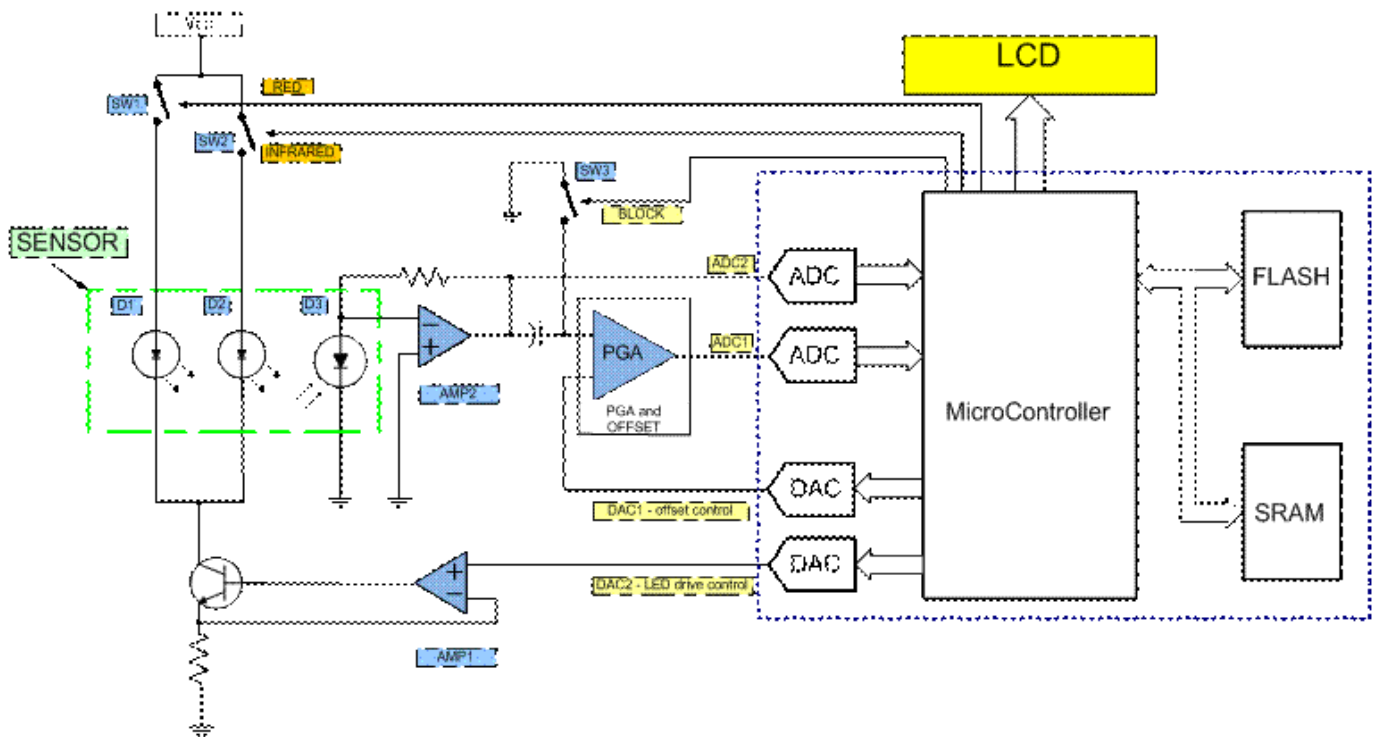 Vcc
LCD
RED
SW1
SW2
INFRARED
SW3
BLOCK
SENSOR
ADC2
ADC
FLASH
D1
D2
D3
PGA
ADC1
ADC
AMP2
PGA and
OFFSET
MicroController
DAC
DAC1 - offset control
SRAM
DAC
DAC2 - LED drive control
AMP1